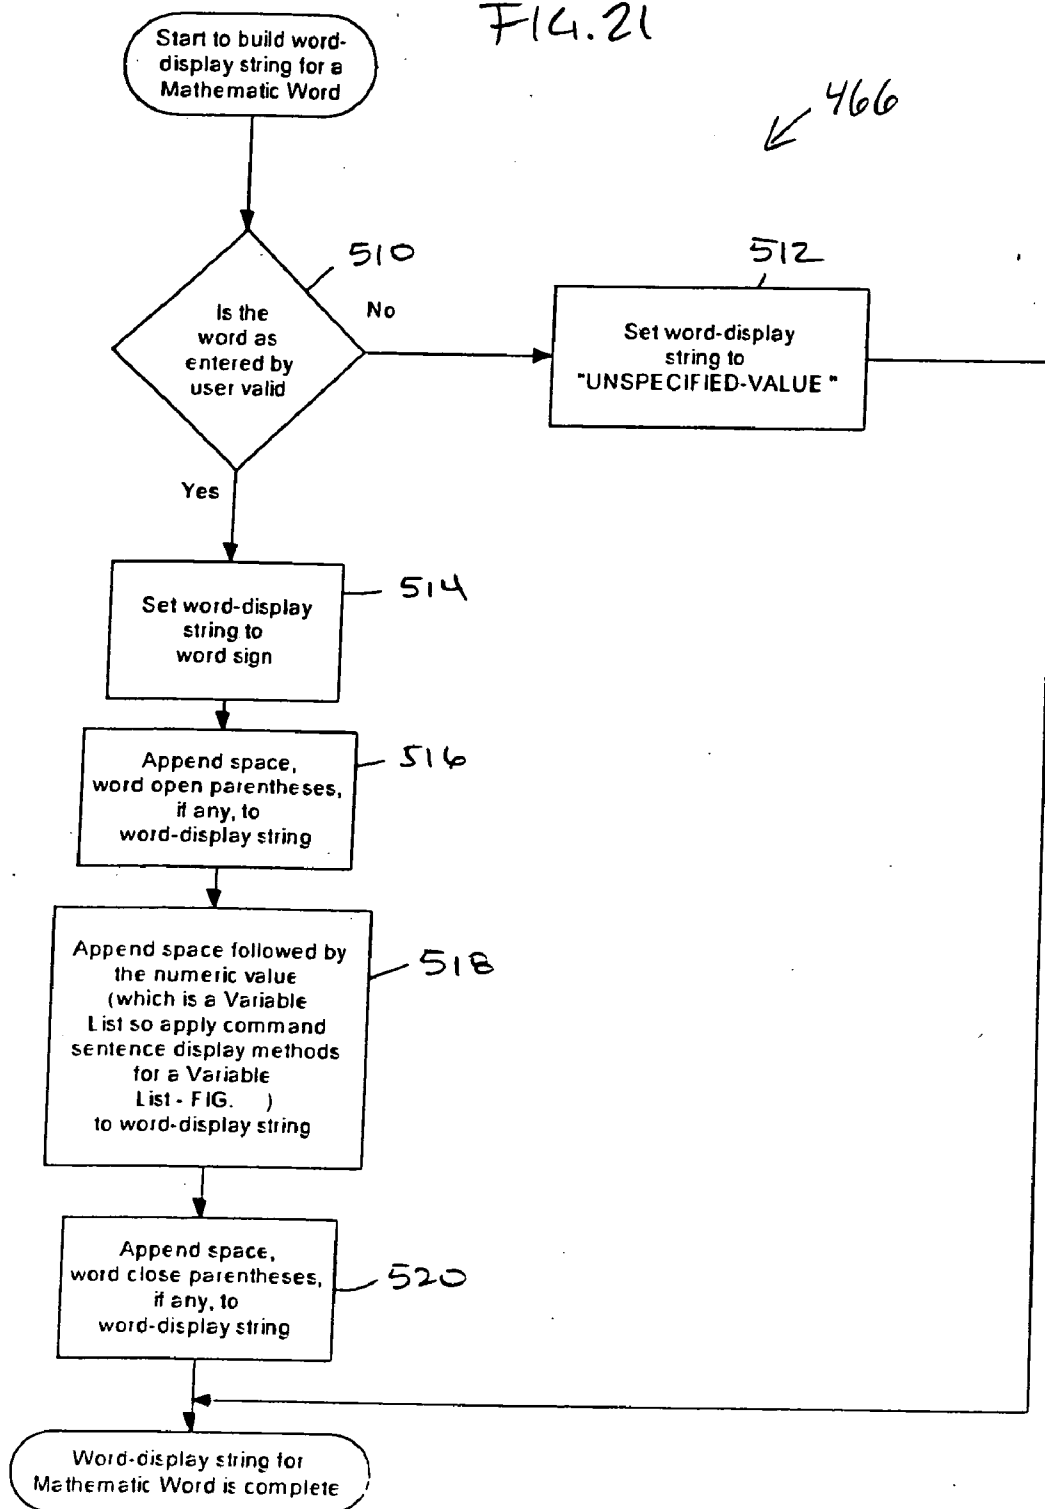 FIG. 21
Start to build word-
display string for a
Mathematic Word
466
510
512
Is the
word as
entered by
user valid
No
Set word-display
string to
"UNSPECIFIED-VALUE "
Yes
514
Set word-display
string to
word sign
516
Append space,
word open parentheses,
if any, to
word-display string
518
Append space followed by
the numeric value
(which is a Variable
List so apply command
sentence display methods
for a Variable
List - FIG.      )
to word-display string
520
Append space,
word close parentheses,
if any, to
word-display string
Word-display string for
Mathematic Word is complete